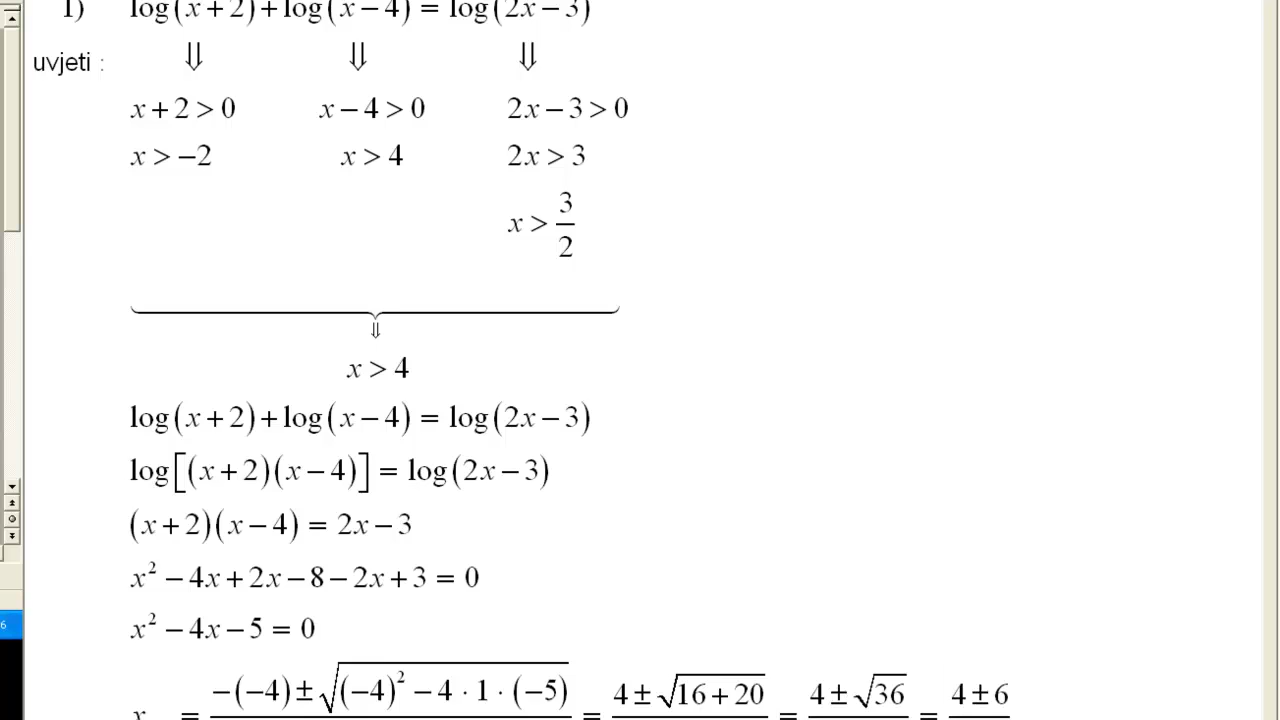 1) log(x + 2) + log(x − 4) = log(2x − 3)
uvjeti : ⇓ ⇓ ⇓
x + 2 > 0 x − 4 > 0 2x − 3 > 0
x > −2 x > 4 2x > 3
x > 3/2
⇓
x > 4
log(x + 2) + log(x − 4) = log(2x − 3)
log[(x + 2)(x − 4)] = log(2x − 3)
(x + 2)(x − 4) = 2x − 3
x² − 4x + 2x − 8 − 2x + 3 = 0
x² − 4x − 5 = 0
x = −(−4) ± √((−4)² − 4 · 1 · (−5)) = 4 ± √(16 + 20) = 4 ± √36 = 4 ± 6
6